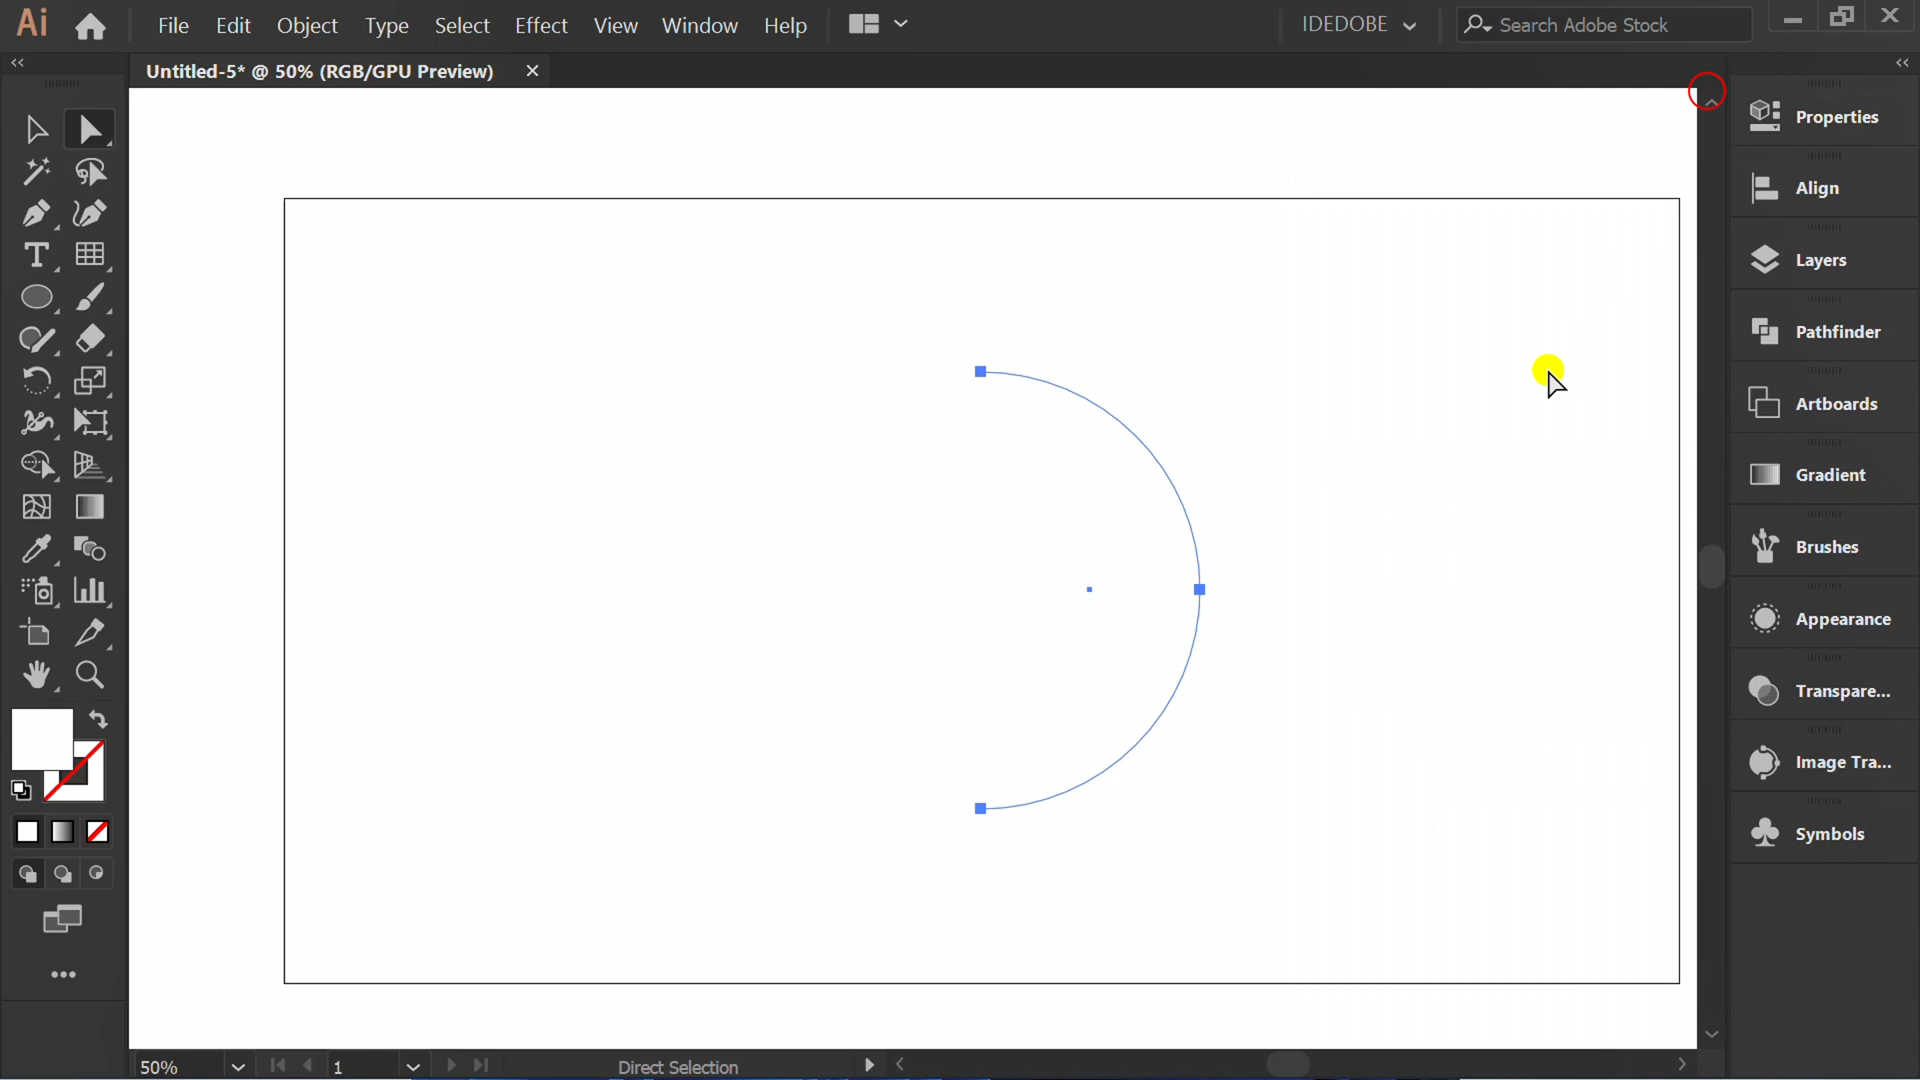 Ai File Edit Object Type Select Effect View Window Help IDEDOBE Search Adobe Stock
Untitled-5* @ 50% (RGB/GPU Preview)
Properties
Align
Layers
Pathfinder
Artboards
Gradient
Brushes
Appearance
Transpare...
Image Tra...
Symbols
50% 1 Direct Selection